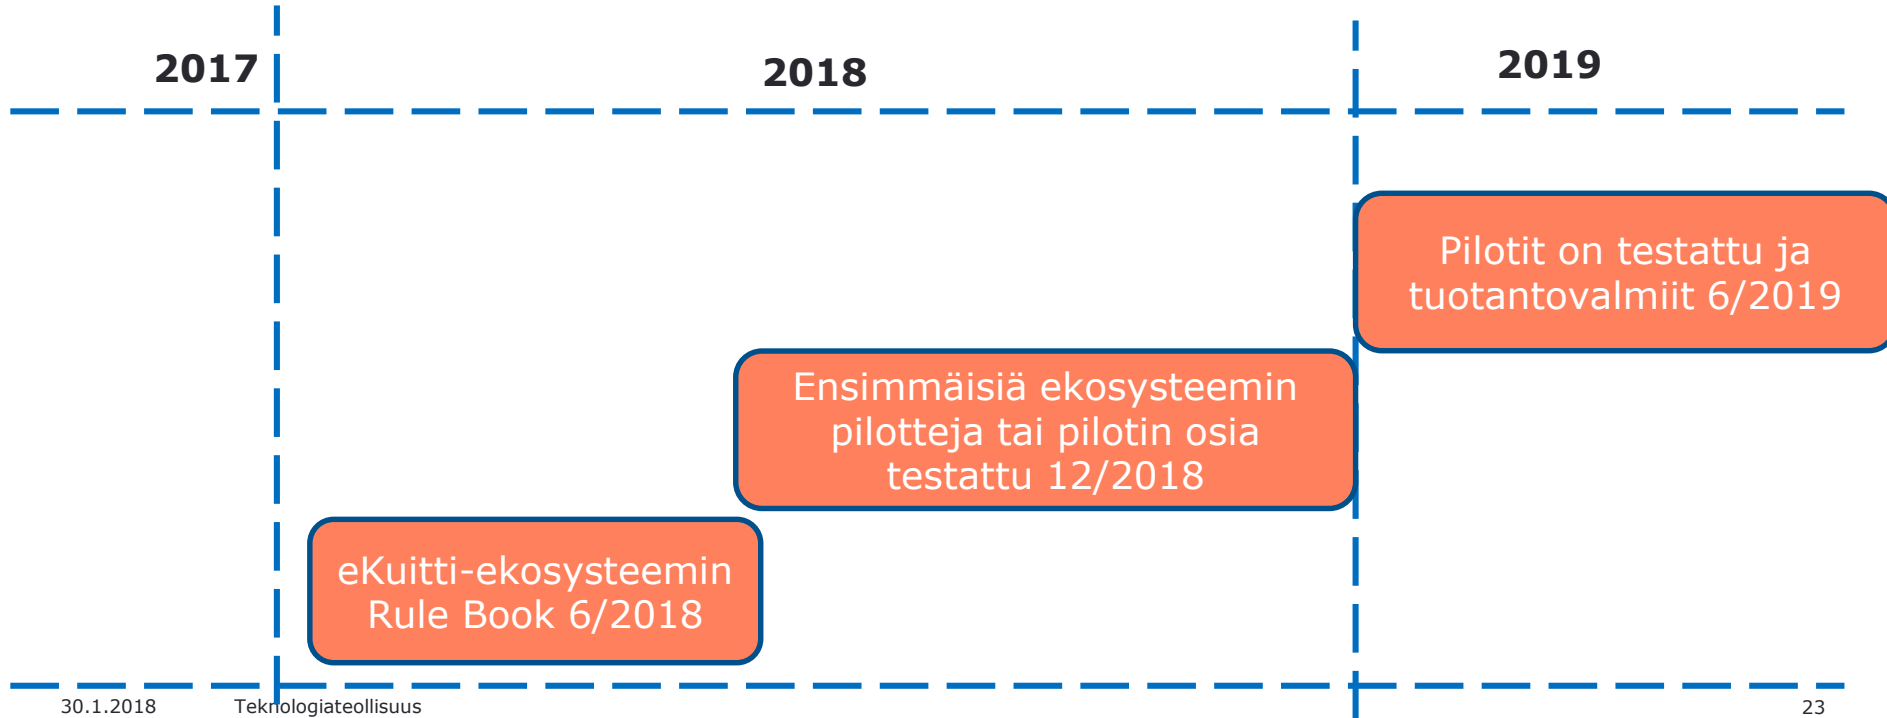 2017
2018
2019
Pilotit on testattu ja
tuotantovalmiit 6/2019
Ensimmäisiä ekosysteemin
pilotteja tai pilotin osia
testattu 12/2018
eKuitti-ekosysteemin
Rule Book 6/2018
30.1.2018
Teknologiateollisuus
23